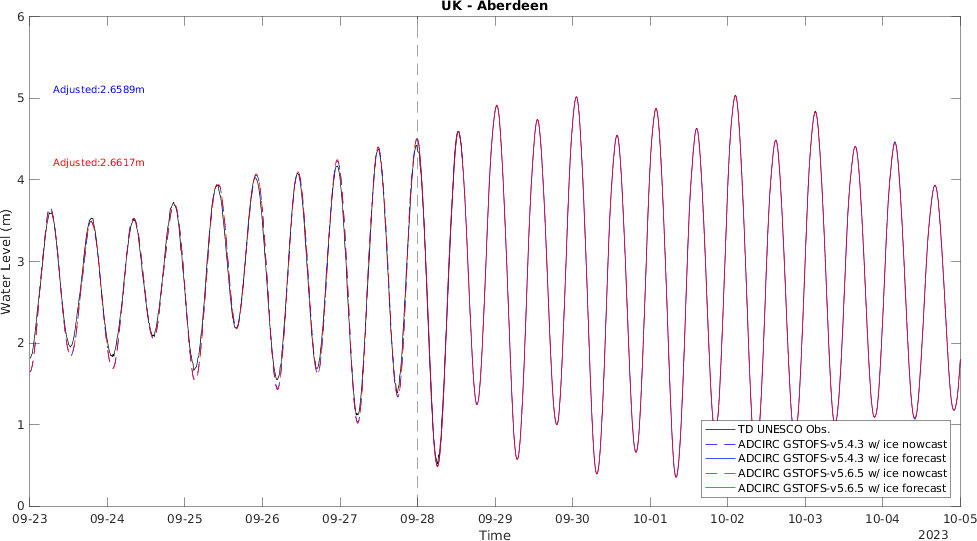 UK - Aberdeen
6
5
4
3
2
1
0
Water Level (m)
Adjusted:2.6589m
Adjusted:2.6617m
TD UNESCO Obs.
ADCIRC GSTOFS-v5.4.3 w/ ice nowcast
ADCIRC GSTOFS-v5.4.3 w/ ice forecast
ADCIRC GSTOFS-v5.6.5 w/ ice nowcast
ADCIRC GSTOFS-v5.6.5 w/ ice forecast
09-23 09-24 09-25 09-26 09-27 09-28 09-29 09-30 10-01 10-02 10-03 10-04 10-05
Time
2023